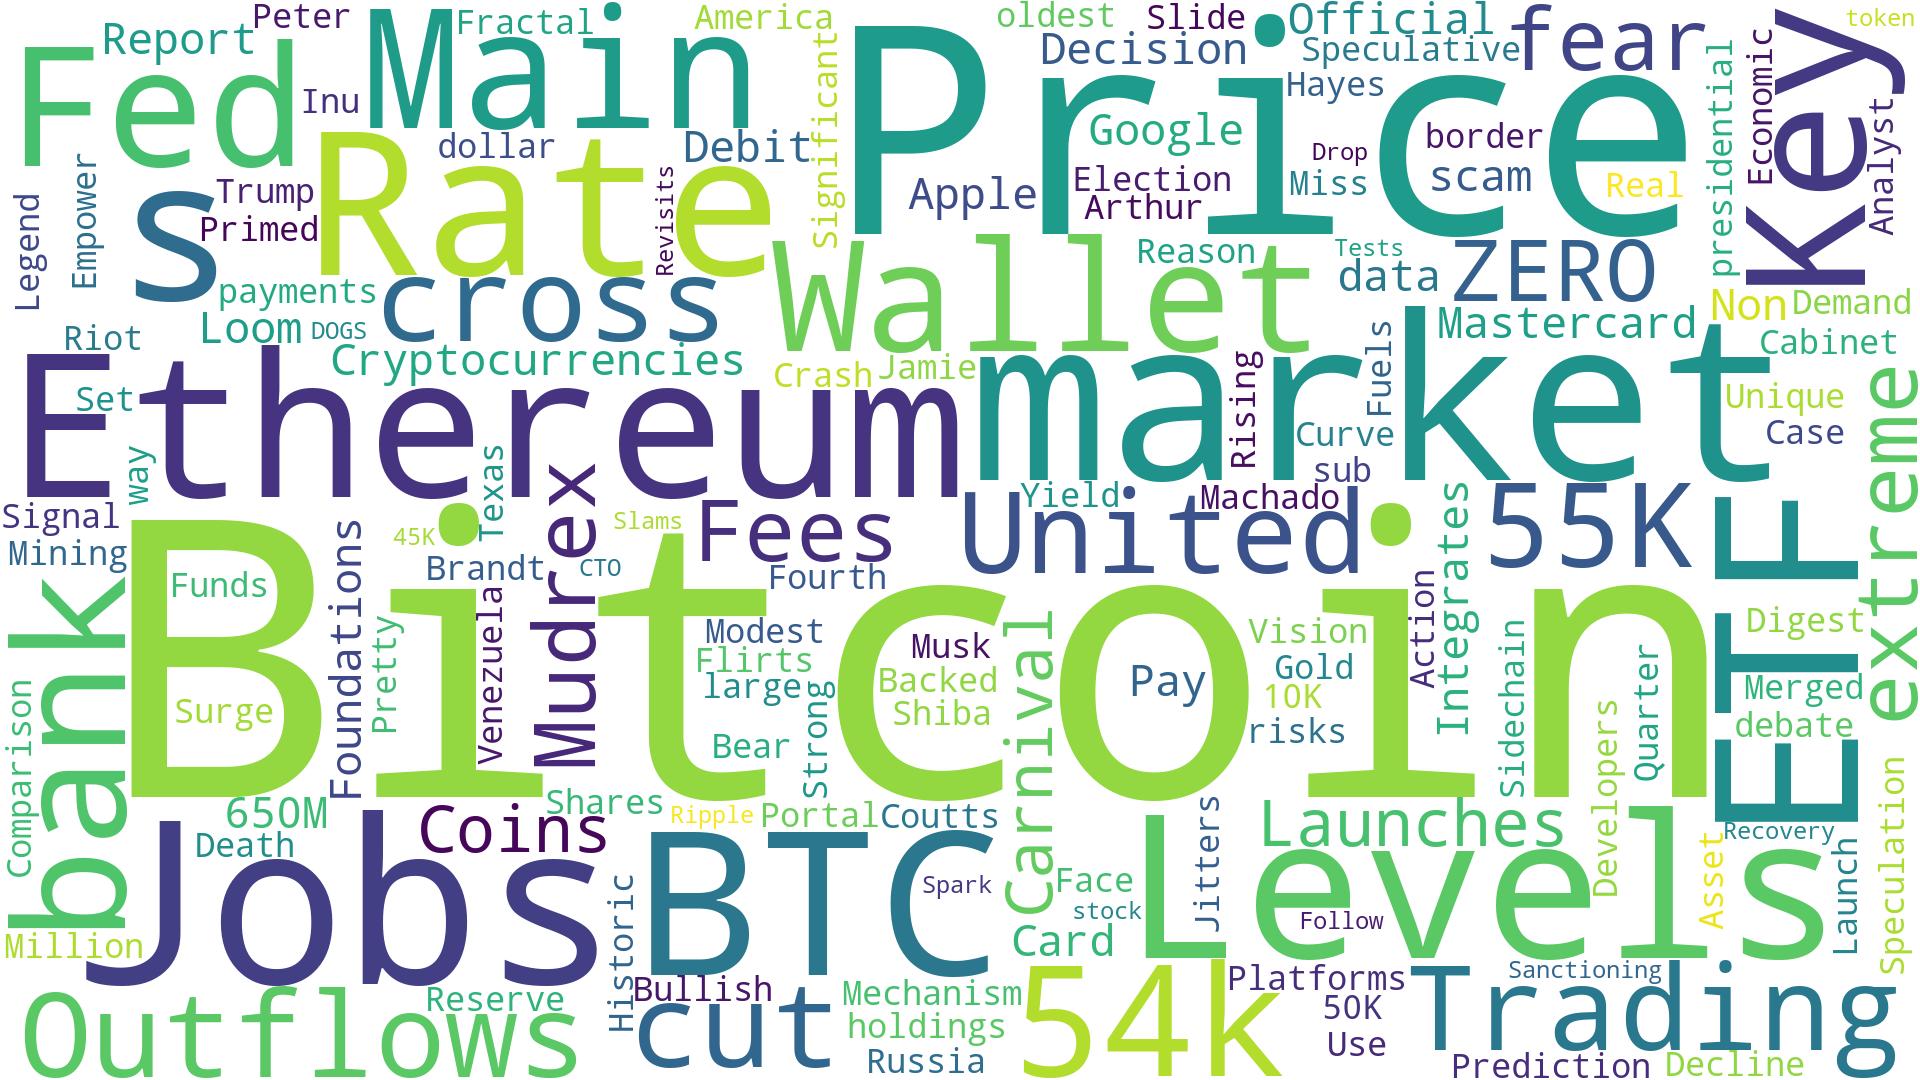 Peter
Fractal
America
oldest
Slide
Official
token
Report
Main
Decision
Speculative
fear
Fed
Inu
Price
Hayes
Key
Economic
presidential
Significant
Google
Drop
border
Analyst
dollar
Debit
Rate
Legend
Empower
s
Trump
Primed
Revisits
Apple
Election
Arthur
Miss
scam
Real
Wallet
Reason
Tests
data
ZERO
payments
cross
Loom
DOGS
Riot
Cryptocurrencies
Crash
Jamie
market
Mastercard
Non
Demand
Cabinet
Fuels
Rising
Ethereum
Set
Unique
Case
Curve
sub
extreme
way
Texas
Signal
Mining
45K
Slams
Fees
Yield
Machado
United
55K
Integrates
ETF
Mudrex
Brandt
CTO
Fourth
Bitcoin
Funds
Foundations
Pretty
Venezuela
bank
Modest
Flirts
large
Musk
Backed
Shiba
Pay
Vision
Gold
10K
risks
Action
Sidechain
Quarter
Digest
Merged
debate
Comparison
Surge
Bear
Strong
Carnival
Developers
650M
Death
Coins
Shares
Ripple
Portal
Coutts
Jitters
Launches
Recovery
Asset
Launch
Speculation
Jobs
BTC
Spark
Face
stock
Card
Levels
Follow
Million
Historic
Outflows
Reserve
Bullish
cut
Mechanism
holdings
Russia
54k
Platforms
50K
Use
Sanctioning
Trading
Prediction
Decline